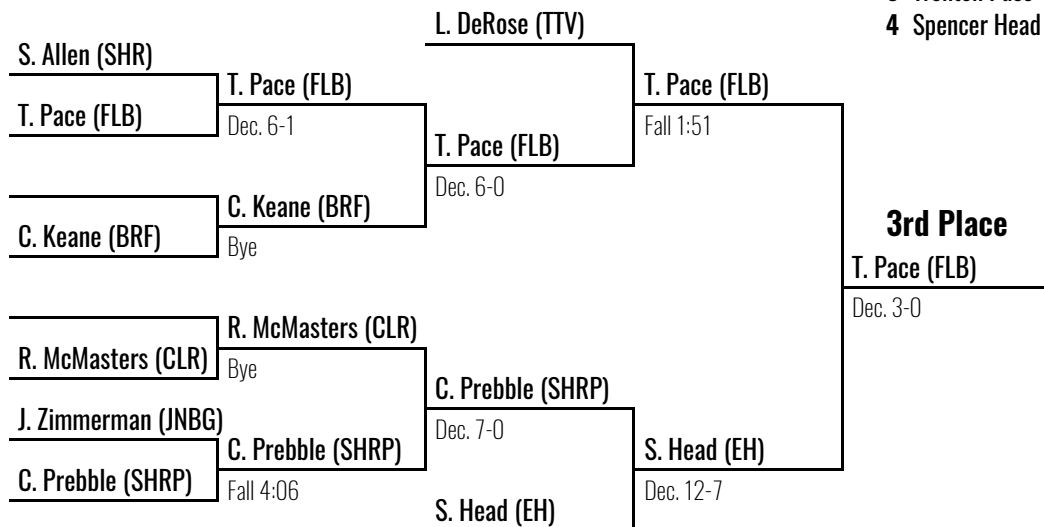 4 Spencer Head
S. Allen (SHR)
T. Pace (FLB)
C. Keane (BRF)
R. McMasters (CLR)
J. Zimmerman (JNBG)
C. Prebble (SHRP)
T. Pace (FLB)
Dec. 6-1
C. Keane (BRF)
Bye
R. McMasters (CLR)
Bye
C. Prebble (SHRP)
Fall 4:06
L. DeRose (TTV)
T. Pace (FLB)
Dec. 6-0
C. Prebble (SHRP)
Dec. 7-0
S. Head (EH)
T. Pace (FLB)
Fall 1:51
S. Head (EH)
Dec. 12-7
3rd Place
T. Pace (FLB)
Dec. 3-0